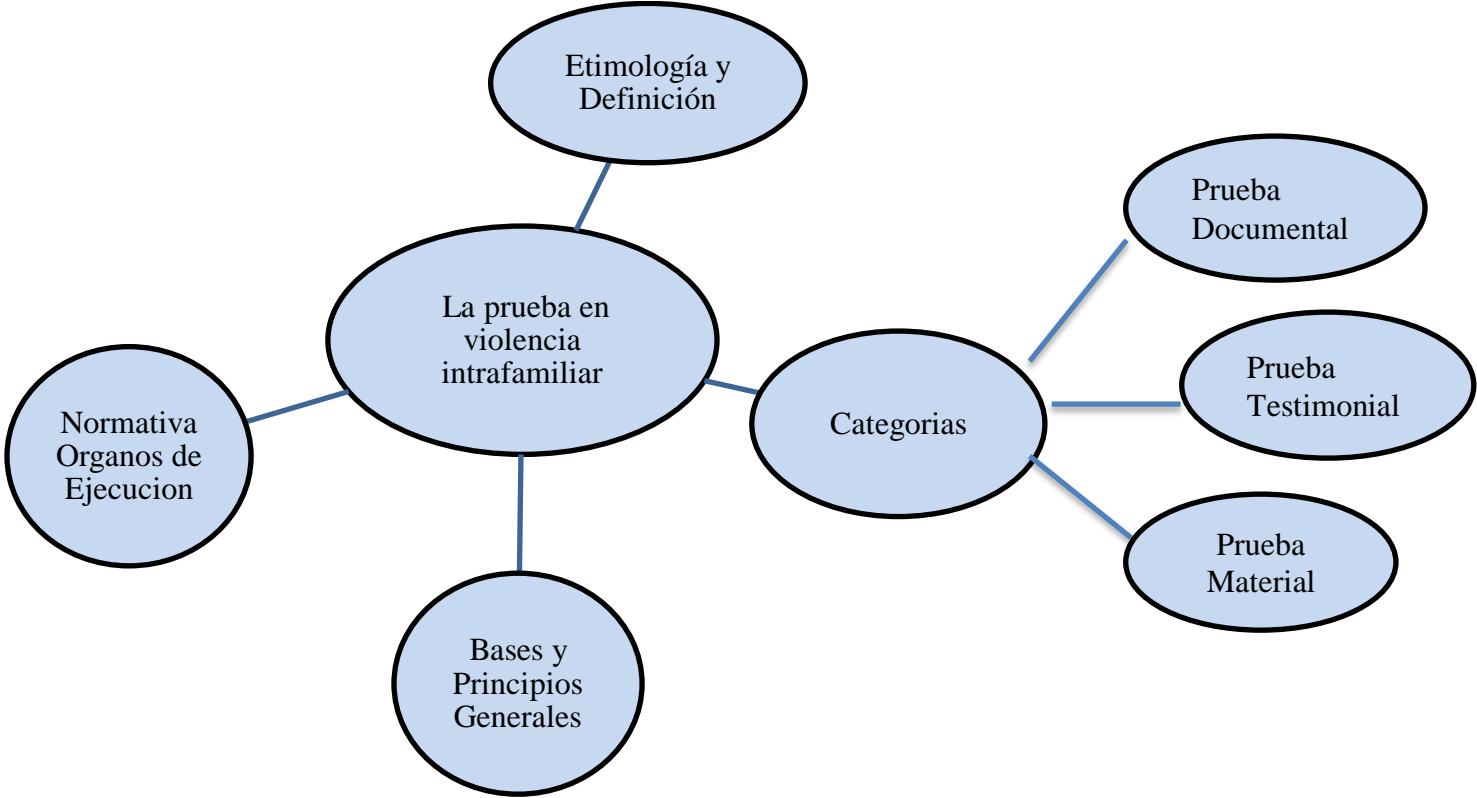 Etimología y
Definición
La prueba en
violencia
intrafamiliar
Normativa
Organos de
Ejecucion
Bases y
Principios
Generales
Categorias
Prueba
Documental
Prueba
Testimonial
Prueba
Material